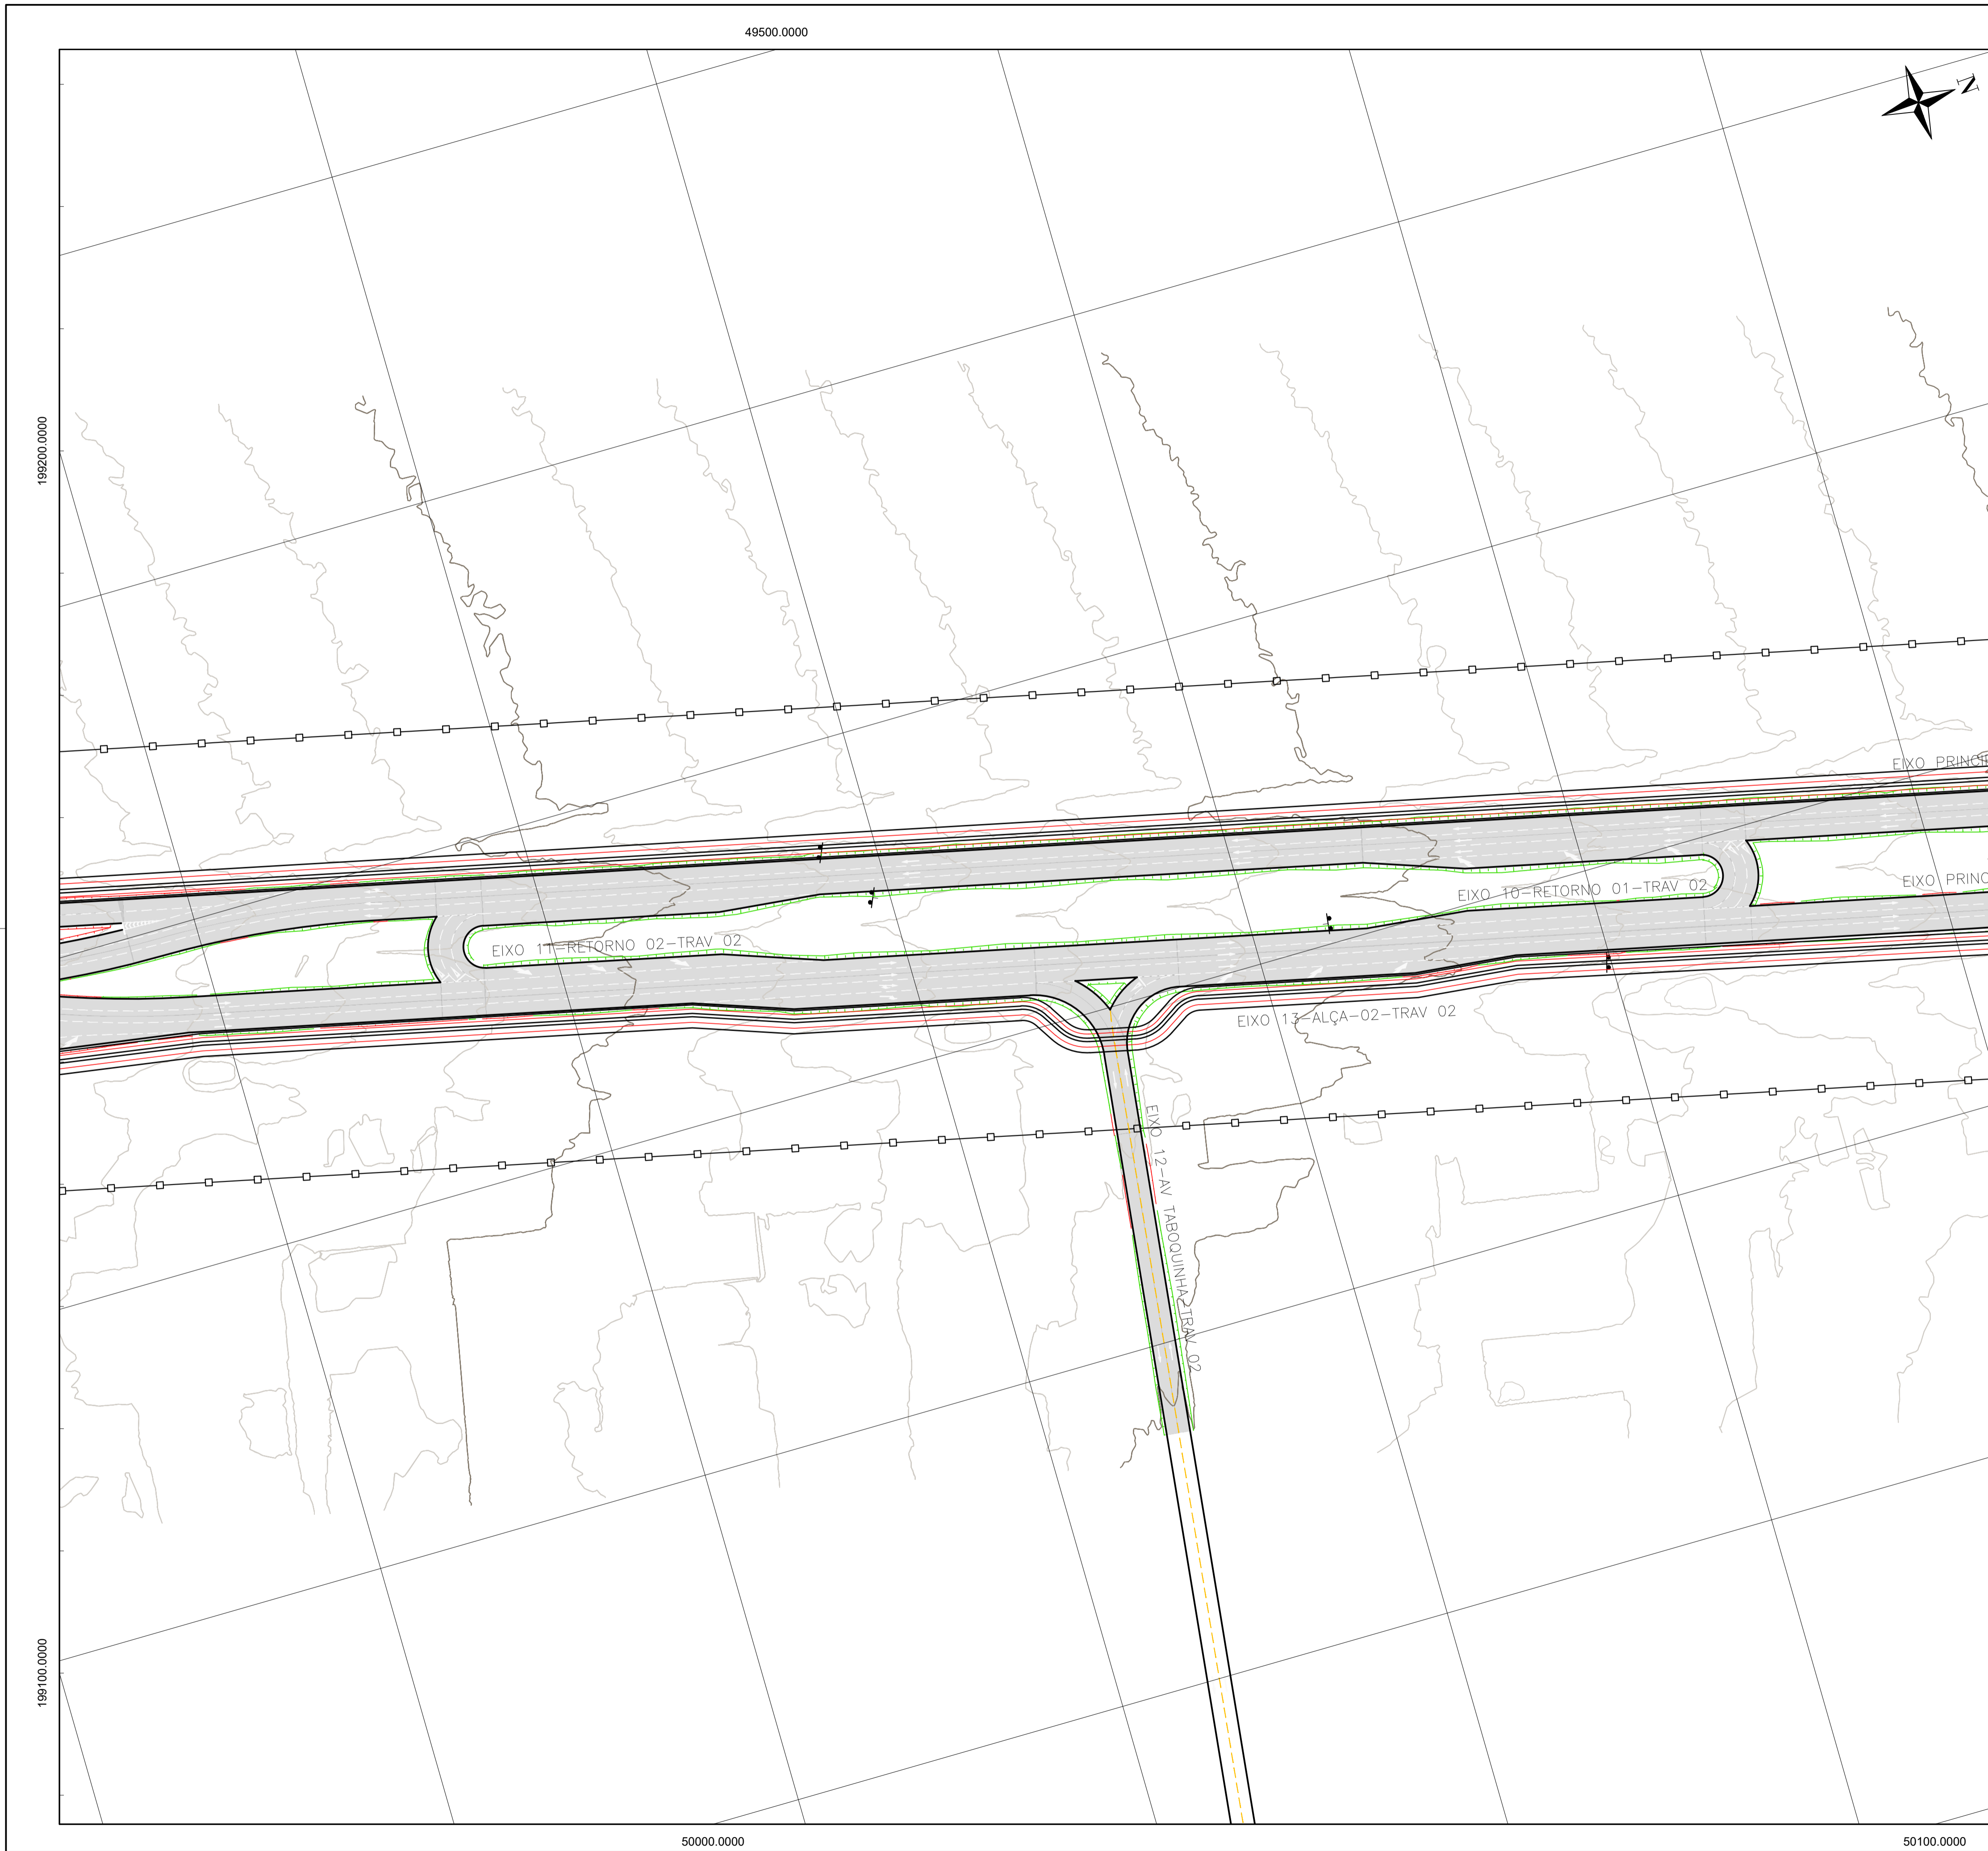 49500.0000
N
199200.0000
EIXO PRINCI
EIXO PRINC
EIXO 10-RETORNO 01-TRAV 02
EIXO 11-RETORNO 02-TRAV 02
EIXO 13-ALÇA-02-TRAV 02
EIXO 12-AV TABOQUINHA-TRAV 02
199100.0000
50000.0000
50100.0000